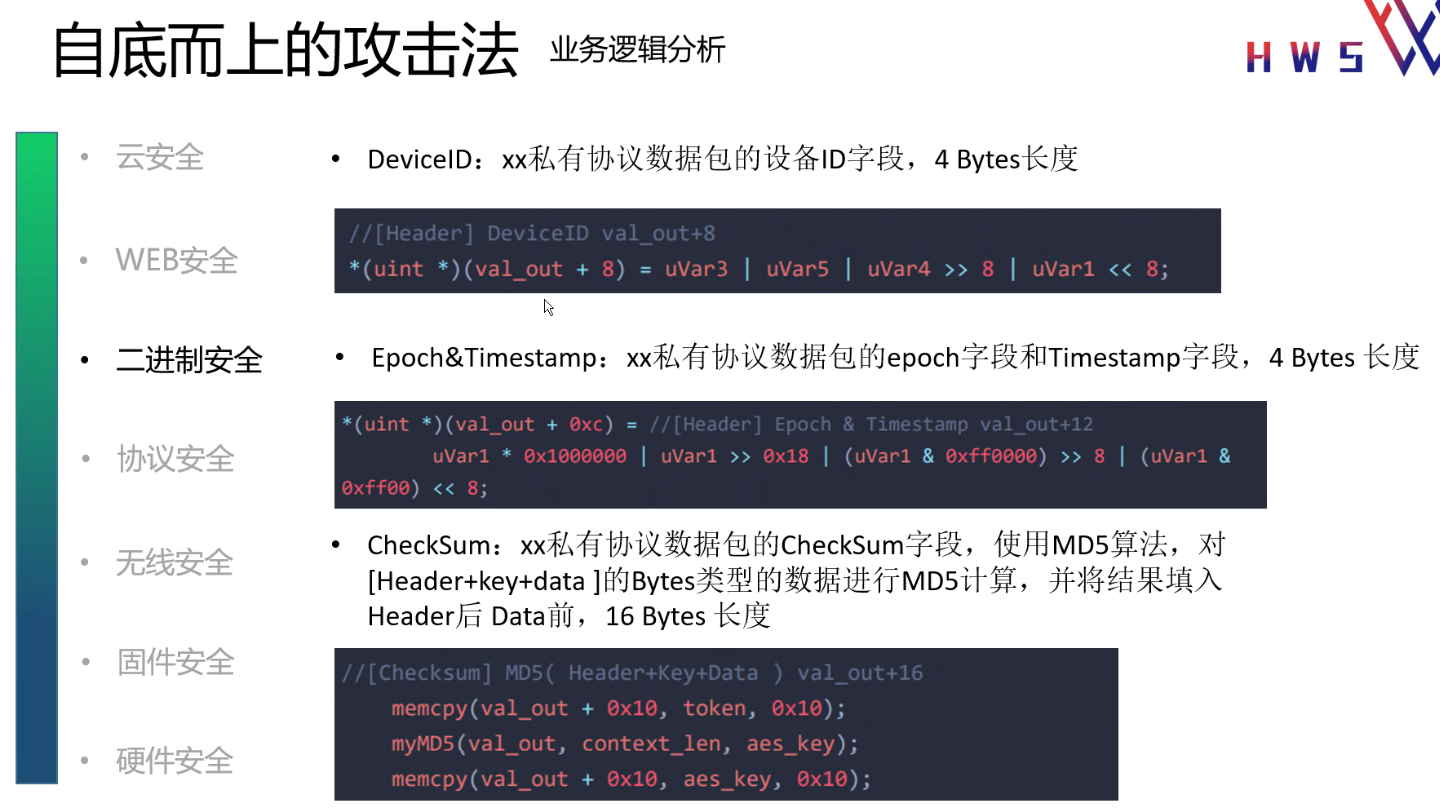 自底而上的攻击法 业务逻辑分析
HWS
• 云安全
• WEB安全
• 二进制安全
• 协议安全
• 无线安全
• 固件安全
• 硬件安全
• DeviceID：xx私有协议数据包的设备ID字段，4 Bytes长度
//[Header] DeviceID val_out+8
*(uint *)(val_out + 8) = uVar3 | uVar5 | uVar4 >> 8 | uVar1 << 8;
• Epoch&Timestamp：xx私有协议数据包的epoch字段和Timestamp字段，4 Bytes 长度
*(uint *)(val_out + 0xc) = //[Header] Epoch & Timestamp val_out+12
uVar1 * 0x1000000 | uVar1 >> 0x18 | (uVar1 & 0xff0000) >> 8 | (uVar1 &
0xff00) << 8;
• CheckSum：xx私有协议数据包的CheckSum字段，使用MD5算法，对
[Header+key+data ]的Bytes类型的数据进行MD5计算，并将结果填入
Header后 Data前，16 Bytes 长度
//[Checksum] MD5( Header+Key+Data ) val_out+16
memcpy(val_out + 0x10, token, 0x10);
myMD5(val_out, context_len, aes_key);
memcpy(val_out + 0x10, aes_key, 0x10);